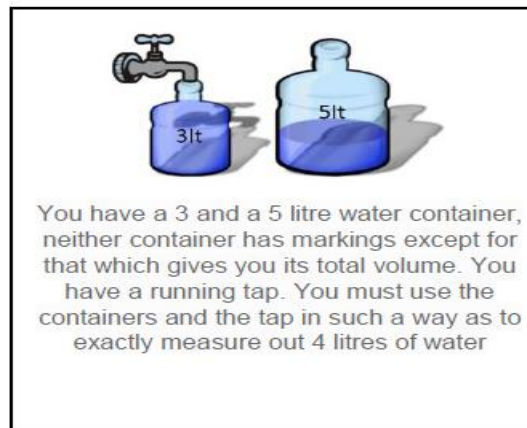 3lt
5lt
You have a 3 and a 5 litre water container,
neither container has markings except for
that which gives you its total volume. You
have a running tap. You must use the
containers and the tap in such a way as to
exactly measure out 4 litres of water